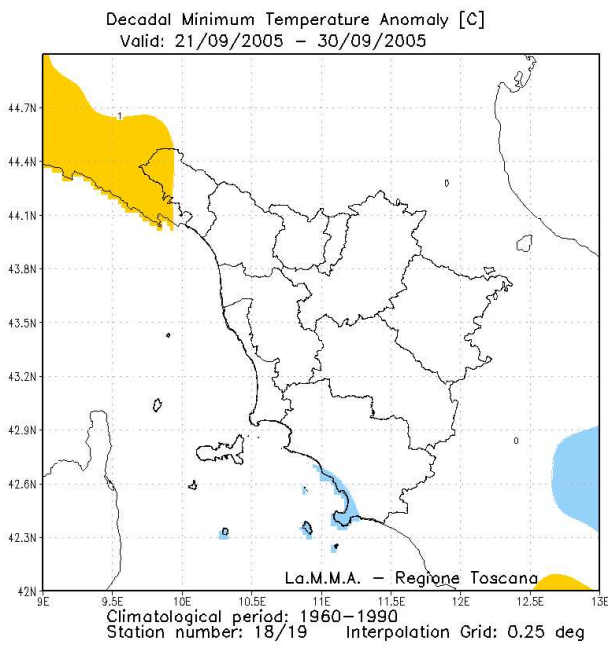 Decadal Minimum Temperature Anomaly [C]
Valid: 21/09/2005 - 30/09/2005
44.7N
1
44.4N
0
44.1N
43.8N
43.5N
43.2N
42.9N
0
42.6N
42.3N
La.M.M.A. - Regione Toscana
42N
9E 9.5E 10E 10.5E 11E 11.5E 12E 12.5E 13E
Climatological period: 1960-1990
Station number: 18/19 Interpolation Grid: 0.25 deg